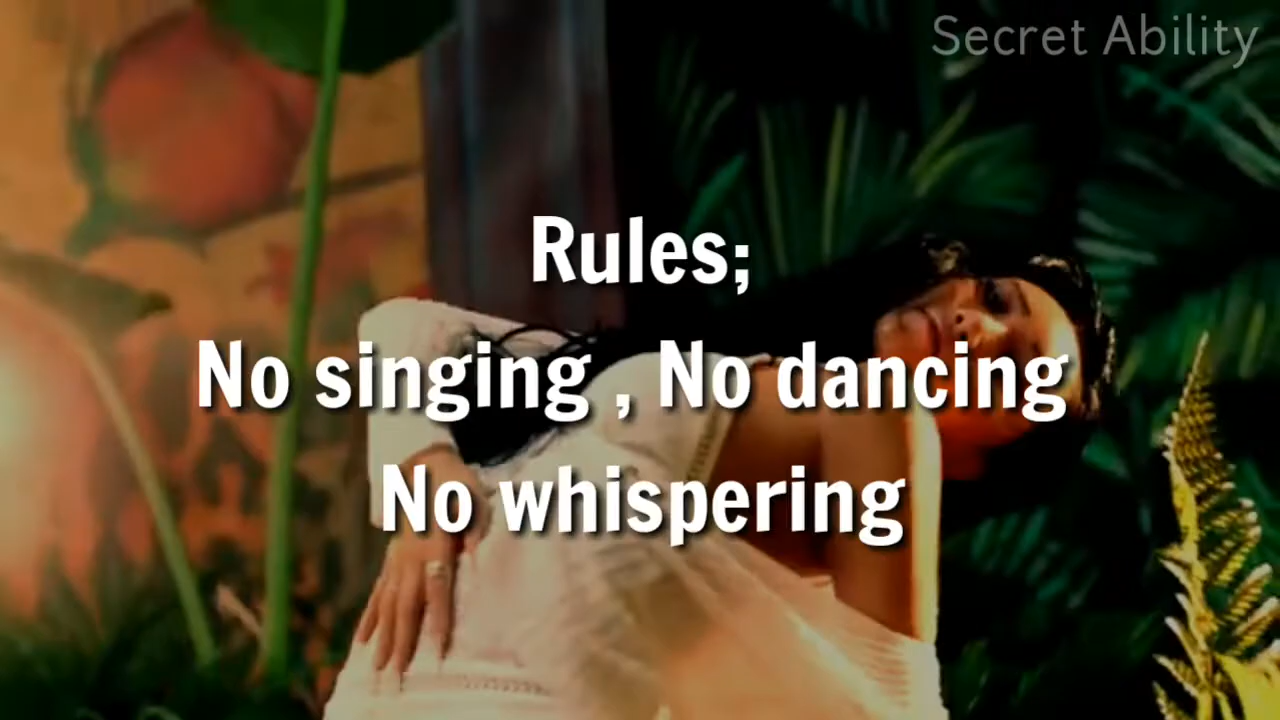 Secret Ability
Rules;
No singing , No dancing
No whispering